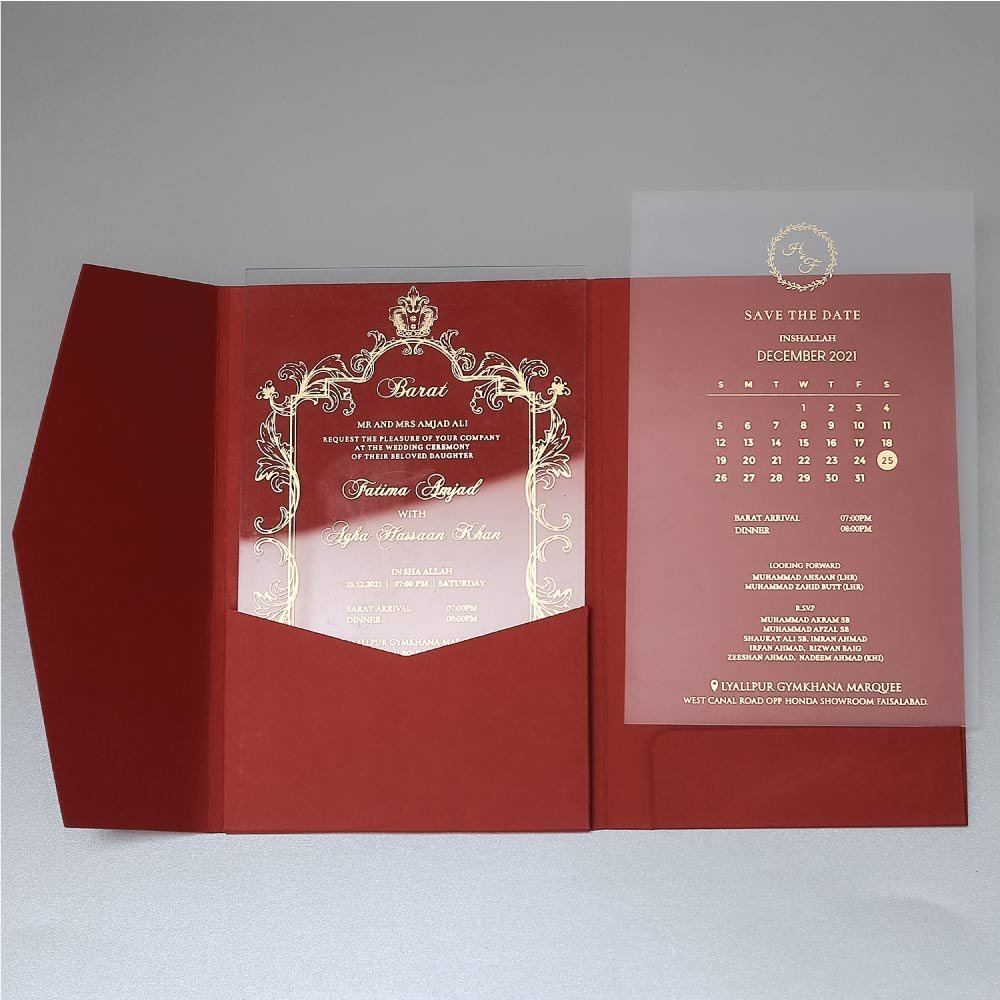 Barat
MR AND MRS AMJAD ALI
REQUEST THE PLEASURE OF YOUR COMPANY
AT THE WEDDING CEREMONY
OF THEIR BELOVED DAUGHTER
Fatima Amjad
WITH
Agha Hassaan Khan
IN SHA ALLAH
25.12.2021 | 07:00 PM | SATURDAY
BARAT ARRIVAL 07:00PM
DINNER 08:00PM
LYALLPUR GYMKHANA MARQUEE
H & F
SAVE THE DATE
INSHALLAH
DECEMBER 2021
S M T W T F S
1 2 3 4
5 6 7 8 9 10 11
12 13 14 15 16 17 18
19 20 21 22 23 24 25
26 27 28 29 30 31
BARAT ARRIVAL 07:00PM
DINNER 08:00PM
LOOKING FORWARD
MUHAMMAD AHSAAN (LHR)
MUHAMMAD ZAHID BUTT (LHR)
R.S.V.P
MUHAMMAD AKRAM SB
MUHAMMAD AFZAL SB
SHAUKAT ALI SB, IMRAN AHMAD
IRFAN AHMAD, RIZWAN BAIG
ZEESHAN AHMAD, NADEEM AHMAD (KHI)
LYALLPUR GYMKHANA MARQUEE
WEST CANAL ROAD OPP HONDA SHOWROOM FAISALABAD.